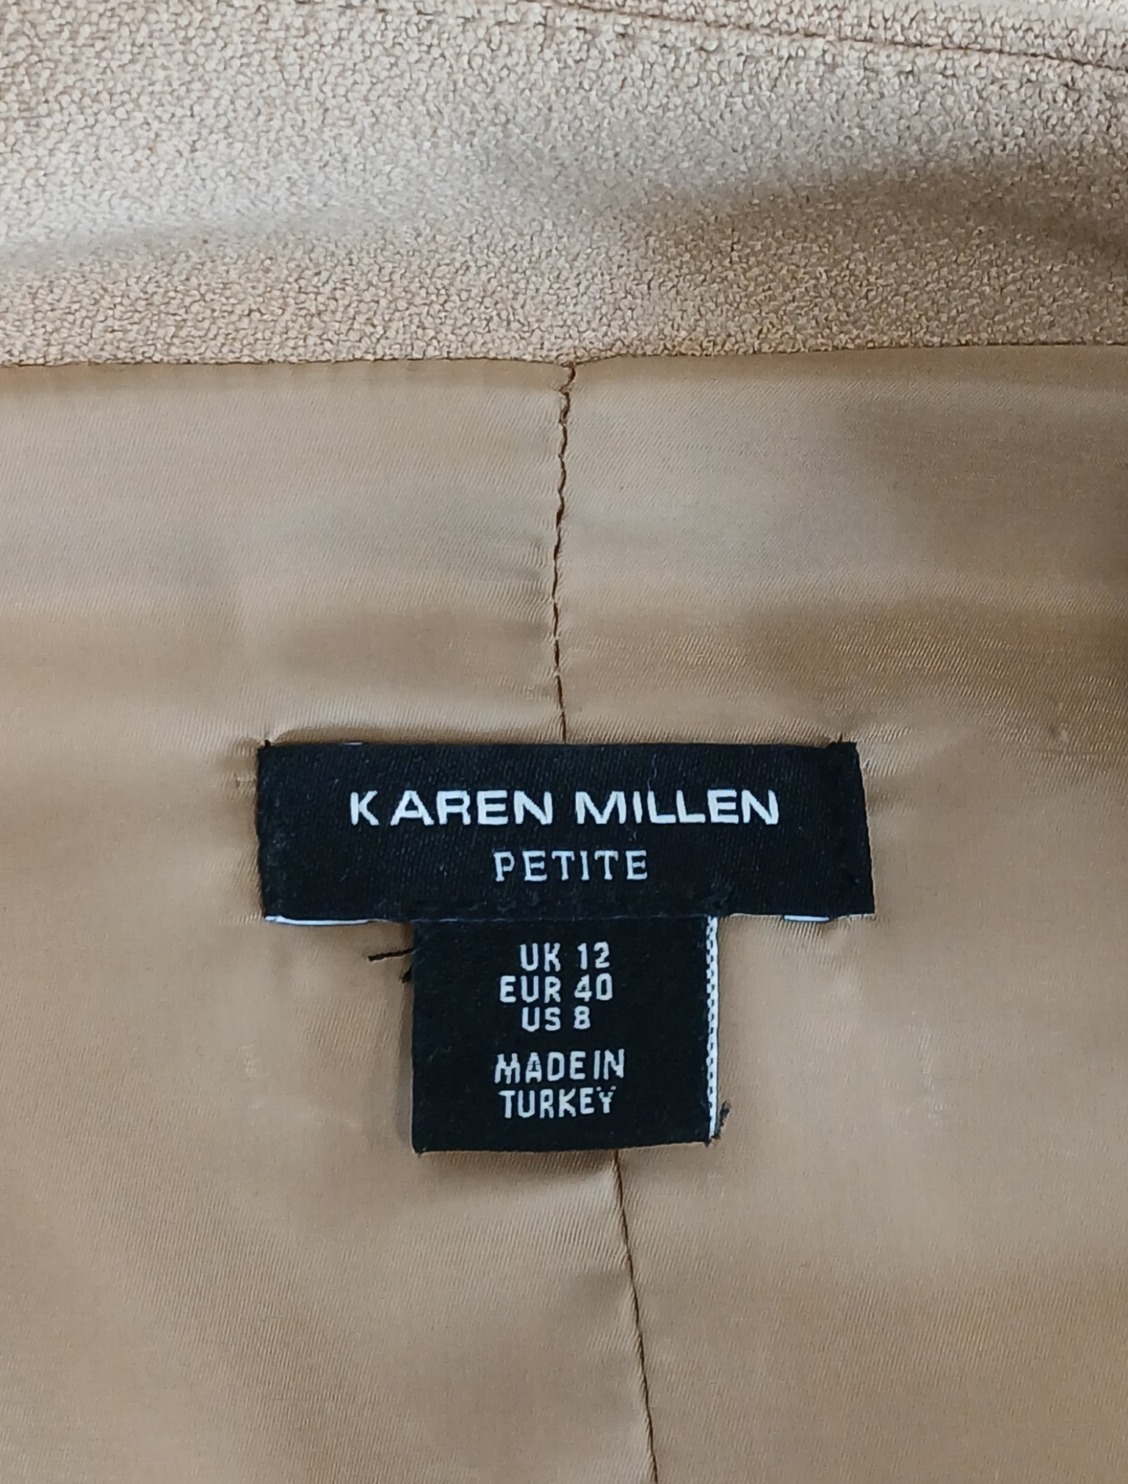 KAREN MILLEN
PETITE
UK 12
EUR 40
US 8
MADE IN
TURKEY